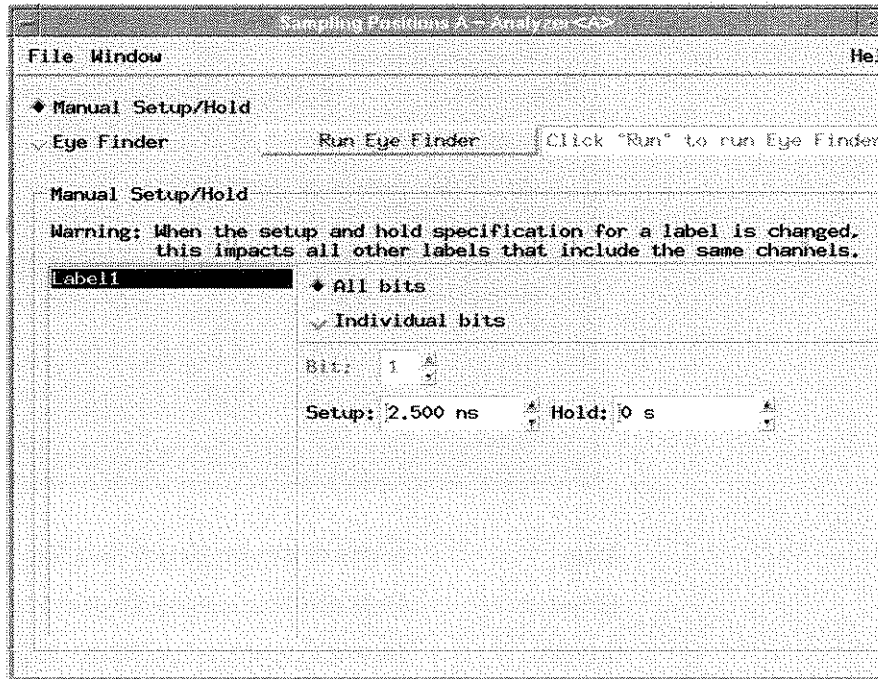 Sampling Positions A - Analyzer<A>
File Window Hel
Manual Setup/Hold
Eye Finder Run Eye Finder Click "Run" to run Eye Finder
Manual Setup/Hold
Warning: When the setup and hold specification for a label is changed,
this impacts all other labels that include the same channels.
Label1
All bits
Individual bits
Bit: 1
Setup: 2.500 ns Hold: 0 s